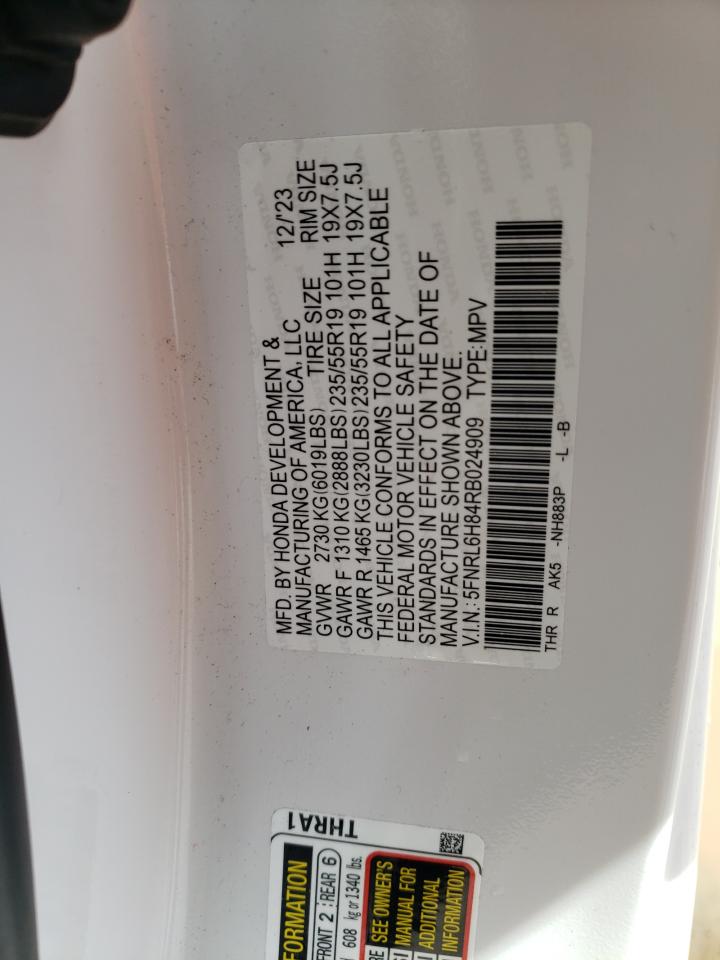 MFD. BY HONDA DEVELOPMENT &
MANUFACTURING OF AMERICA, LLC 12/'23
GVWR 2730 KG(6019LBS) TIRE SIZE RIM SIZE
GAWR F 1310 KG(2888LBS) 235/55R19 101H 19X7.5J
GAWR R 1465 KG(3230LBS) 235/55R19 101H 19X7.5J
THIS VEHICLE CONFORMS TO ALL APPLICABLE
FEDERAL MOTOR VEHICLE SAFETY
STANDARDS IN EFFECT ON THE DATE OF
MANUFACTURE SHOWN ABOVE.
V.I.N.: 5FNRL6H84RB024909 TYPE:MPV
THR R AK5 -NH883P -L -B
THRA1
FORMATION
FRONT 2 : REAR 6
608 kg or 1340 lbs.
SEE OWNER'S
MANUAL FOR
ADDITIONAL
INFORMATION